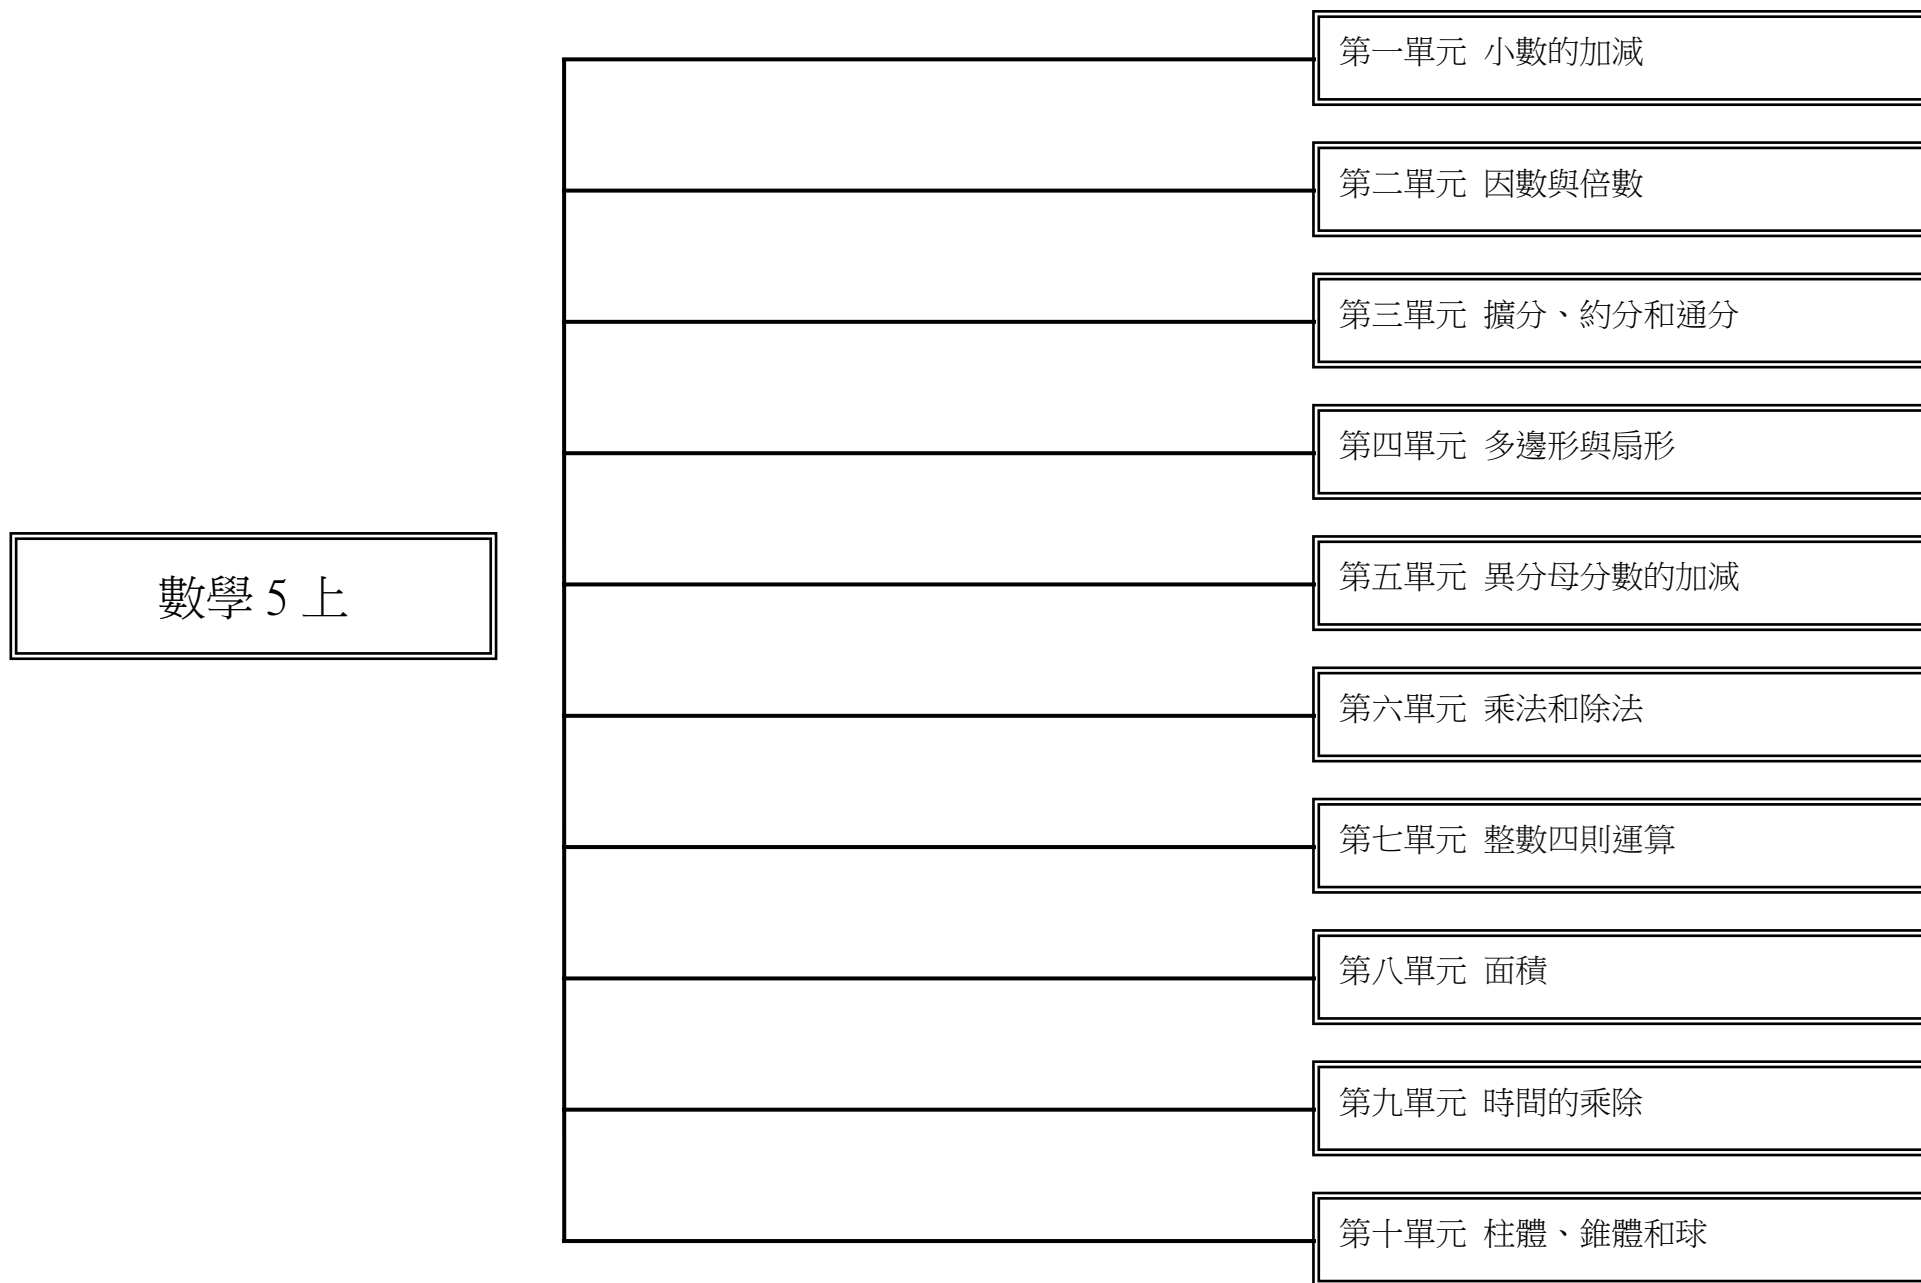 第一單元 小數的加減
第二單元 因數與倍數
第三單元 擴分、約分和通分
第四單元 多邊形與扇形
數學 5 上
第五單元 異分母分數的加減
第六單元 乘法和除法
第七單元 整數四則運算
第八單元 面積
第九單元 時間的乘除
第十單元 柱體、錐體和球